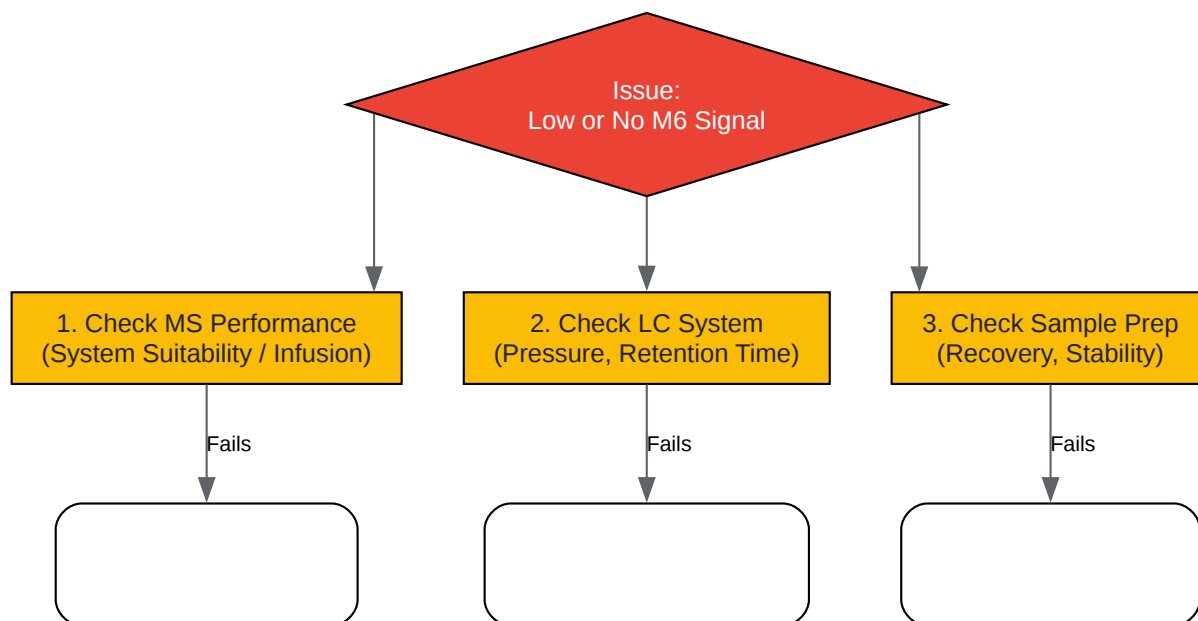 Issue:
Low or No M6 Signal
1. Check MS Performance
(System Suitability / Infusion)
2. Check LC System
(Pressure, Retention Time)
3. Check Sample Prep
(Recovery, Stability)
Fails
Fails
Fails